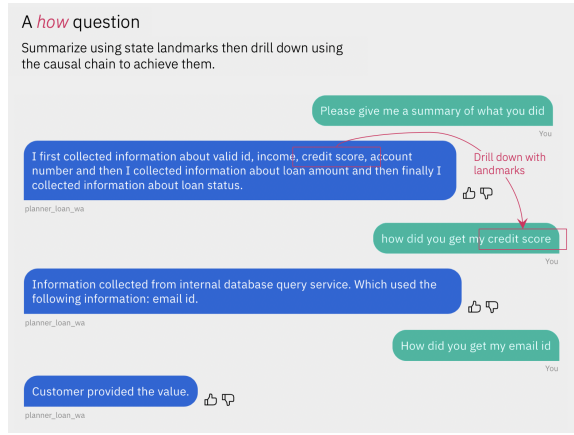 A how question
Summarize using state landmarks then drill down using
the causal chain to achieve them.
Please give me a summary of what you did
You
I first collected information about valid id, income, credit score, account
number and then I collected information about loan amount and then finally I
collected information about loan status.
planner_loan_wa
Drill down with
landmarks
how did you get my credit score
You
Information collected from internal database query service. Which used the
following information: email id.
planner_loan_wa
How did you get my email id
You
Customer provided the value.
planner_loan_wa